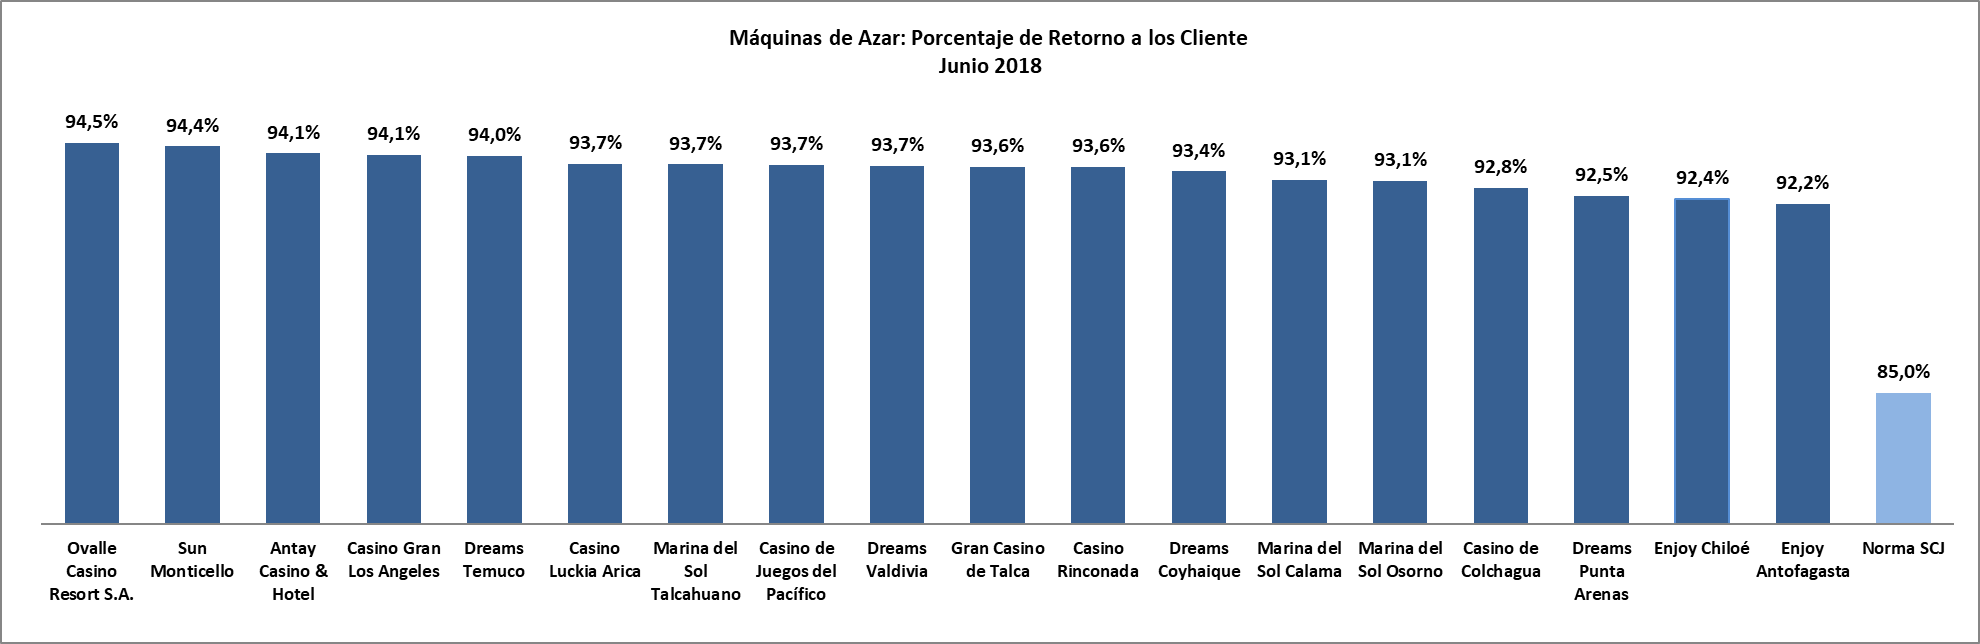 Máquinas de Azar: Porcentaje de Retorno a los Cliente
Junio 2018
94,5%
94,4%
94,1%
94,1%
94,0%
93,7%
93,7%
93,7%
93,7%
93,6%
93,6%
93,4%
93,1%
93,1%
92,8%
92,5%
92,4%
92,2%
85,0%
Ovalle
Casino
Resort S.A.
Sun
Monticello
Antay
Casino &
Hotel
Casino Gran
Los Angeles
Dreams
Temuco
Casino
Luckia Arica
Marina del
Sol
Talcahuano
Casino de
Juegos del
Pacífico
Dreams
Valdivia
Gran Casino
de Talca
Casino
Rinconada
Dreams
Coyhaique
Marina del
Sol Calama
Marina del
Sol Osorno
Casino de
Colchagua
Dreams
Punta
Arenas
Enjoy Chiloé
Enjoy
Antofagasta
Norma SCJ